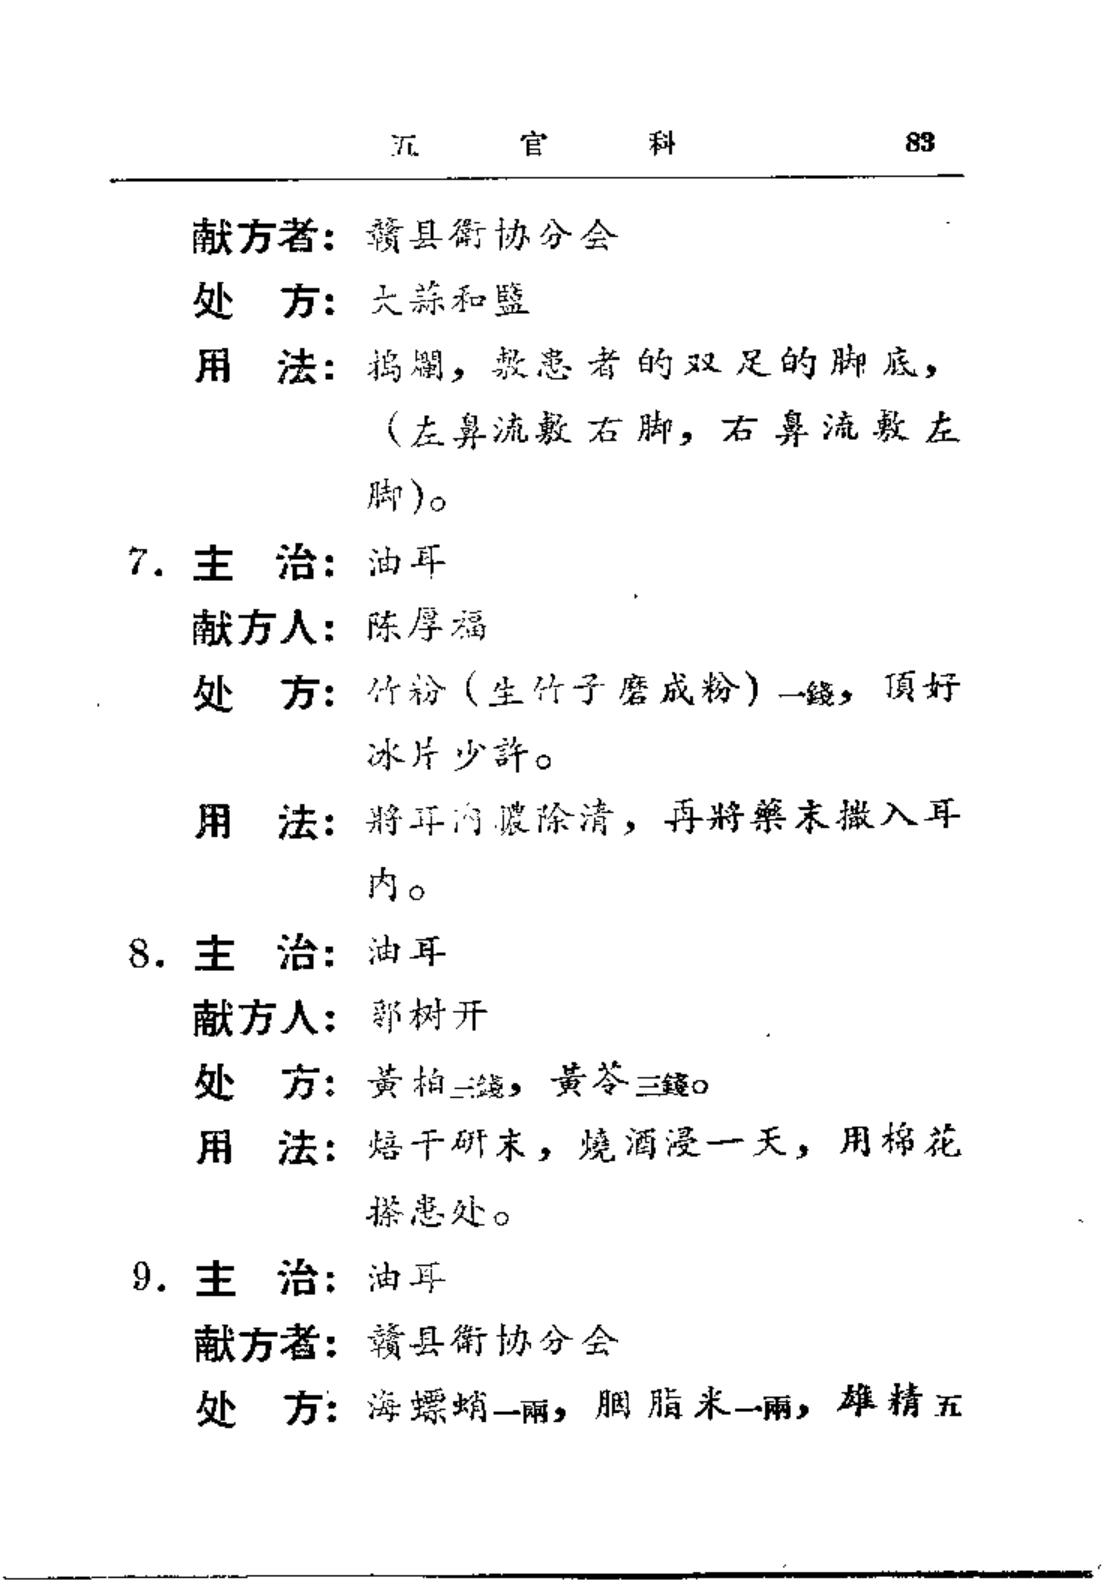 五官科 83
献方者：贛县衛协分会
处方：大蒜和鹽
用法：搗爛，敷患者的双足的脚底，
（左鼻流敷右脚，右鼻流敷左
脚）。
7. 主治：油耳
献方人：陈厚福
处方：竹粉（生竹子磨成粉）一錢，頂好
冰片少許。
用法：將耳內膿除清，再將藥末撒入耳
内。
8. 主治：油耳
献方人：郭树开
处方：黃柏三錢，黃芩三錢。
用法：焙干研末，燒酒浸一天，用棉花
搽患处。
9. 主治：油耳
献方者：贛县衛协分会
处方：海螵蛸一兩，胭脂米一兩，雄精五